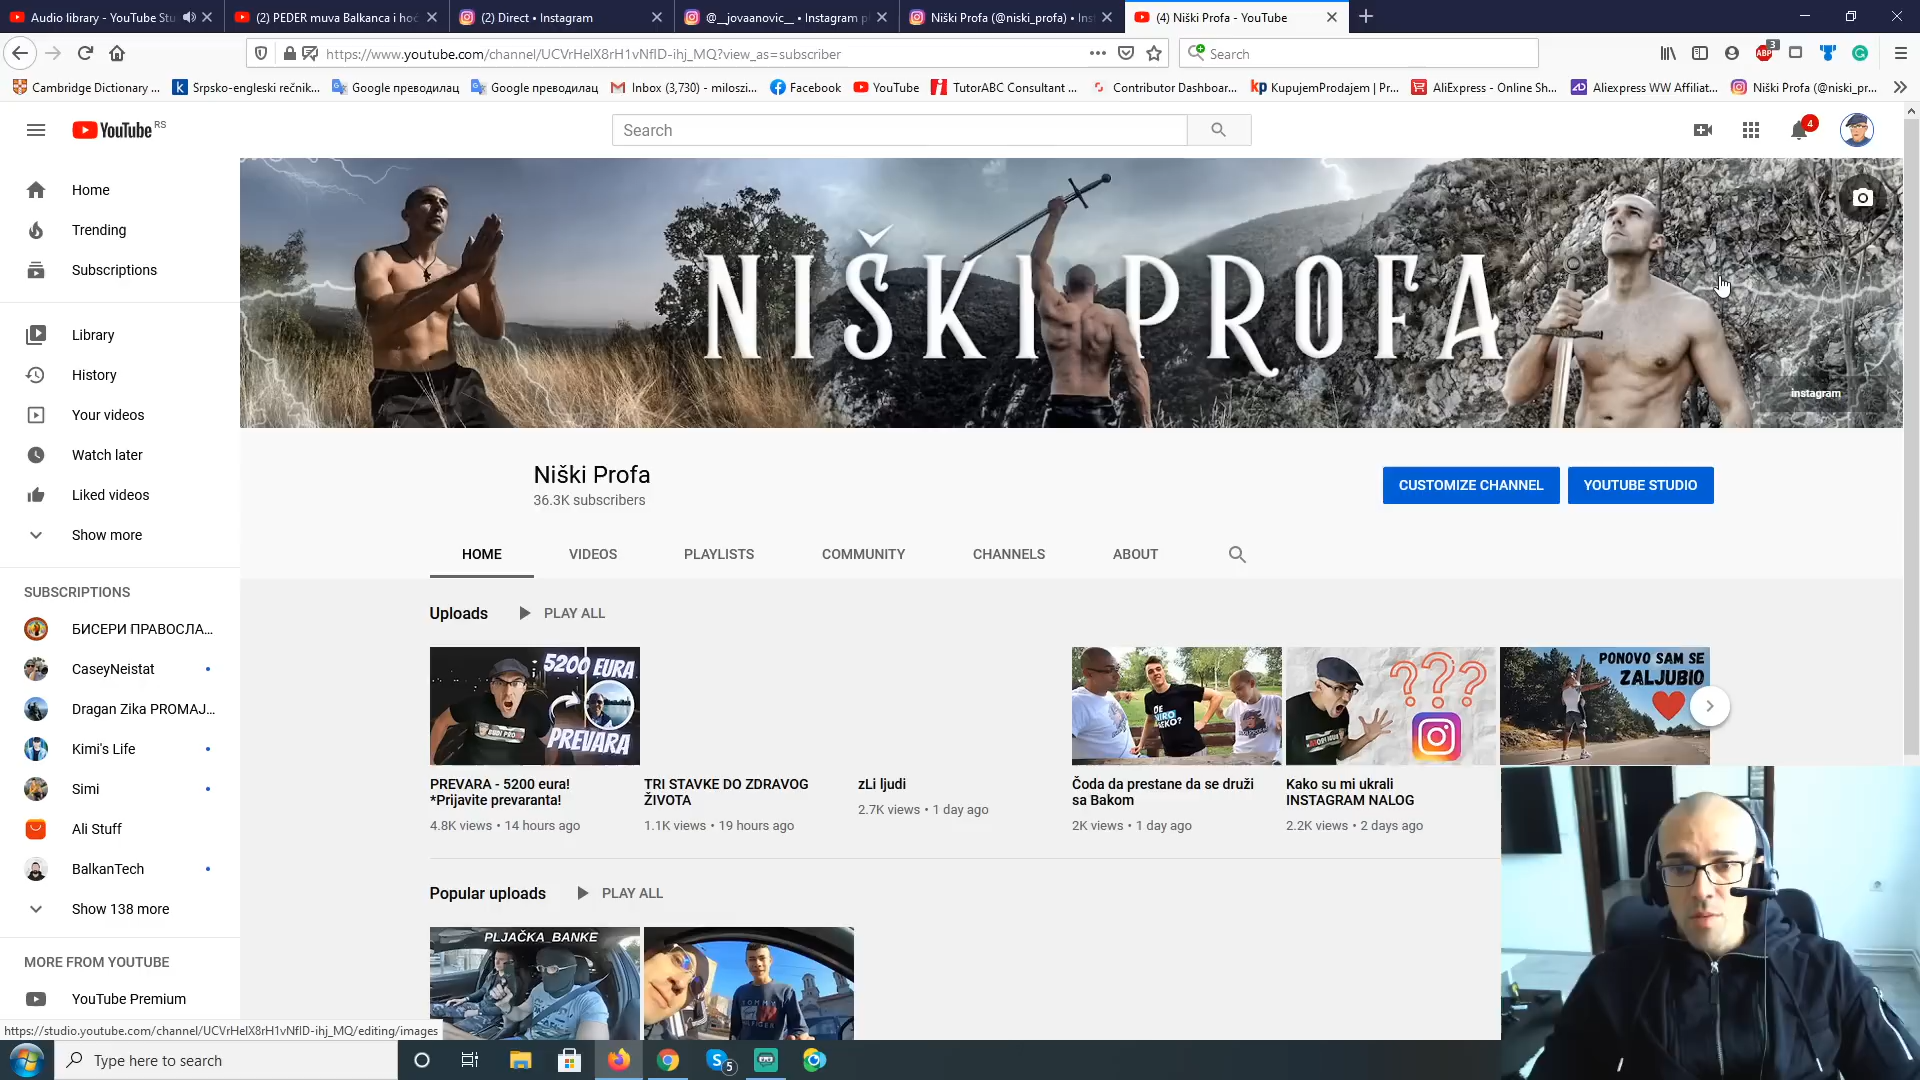 Audio library - YouTube Stu
(2) PEDER muva Balkanca i hoć
(2) Direct • Instagram
@__jovaanovic__ • Instagram p
Niški Profa (@niski_profa) • Ins
(4) Niški Profa - YouTube
https://www.youtube.com/channel/UCVrHelX8rH1vNflD-ihj_MQ?view_as=subscriber
Search
3
Cambridge Dictionary ...
Srpsko-engleski rečnik...
Google преводилац
Google преводилац
Inbox (3,730) - miloszi...
Facebook
YouTube
TutorABC Consultant ...
Contributor Dashboar...
KupujemProdajem | Pr...
AliExpress - Online Sh...
Aliexpress WW Affiliat...
Niški Profa (@niski_pr...
YouTube RS
Search
4
Home
Trending
Subscriptions
Library
History
Your videos
Watch later
Liked videos
Show more
SUBSCRIPTIONS
БИСЕРИ ПРАВОСЛА...
CaseyNeistat
Dragan Zika PROMAJ...
Kimi's Life
Simi
Ali Stuff
BalkanTech
Show 138 more
MORE FROM YOUTUBE
YouTube Premium
NIŠKI PROFA
instagram
Niški Profa
36.3K subscribers
CUSTOMIZE CHANNEL
YOUTUBE STUDIO
HOME
VIDEOS
PLAYLISTS
COMMUNITY
CHANNELS
ABOUT
Uploads
PLAY ALL
5200 EURA
PREVARA
DE NIRO NEKO?
???
PONOVO SAM SE
ZALJUBIO
PREVARA - 5200 eura!
*Prijavite prevaranta!
4.8K views • 14 hours ago
TRI STAVKE DO ZDRAVOG
ŽIVOTA
1.1K views • 19 hours ago
zLi ljudi
2.7K views • 1 day ago
Čoda da prestane da se druži
sa Bakom
2K views • 1 day ago
Kako su mi ukrali
INSTAGRAM NALOG
2.2K views • 2 days ago
Popular uploads
PLAY ALL
PLJAČKA BANKE
https://studio.youtube.com/channel/UCVrHelX8rH1vNflD-ihj_MQ/editing/images
Type here to search
5